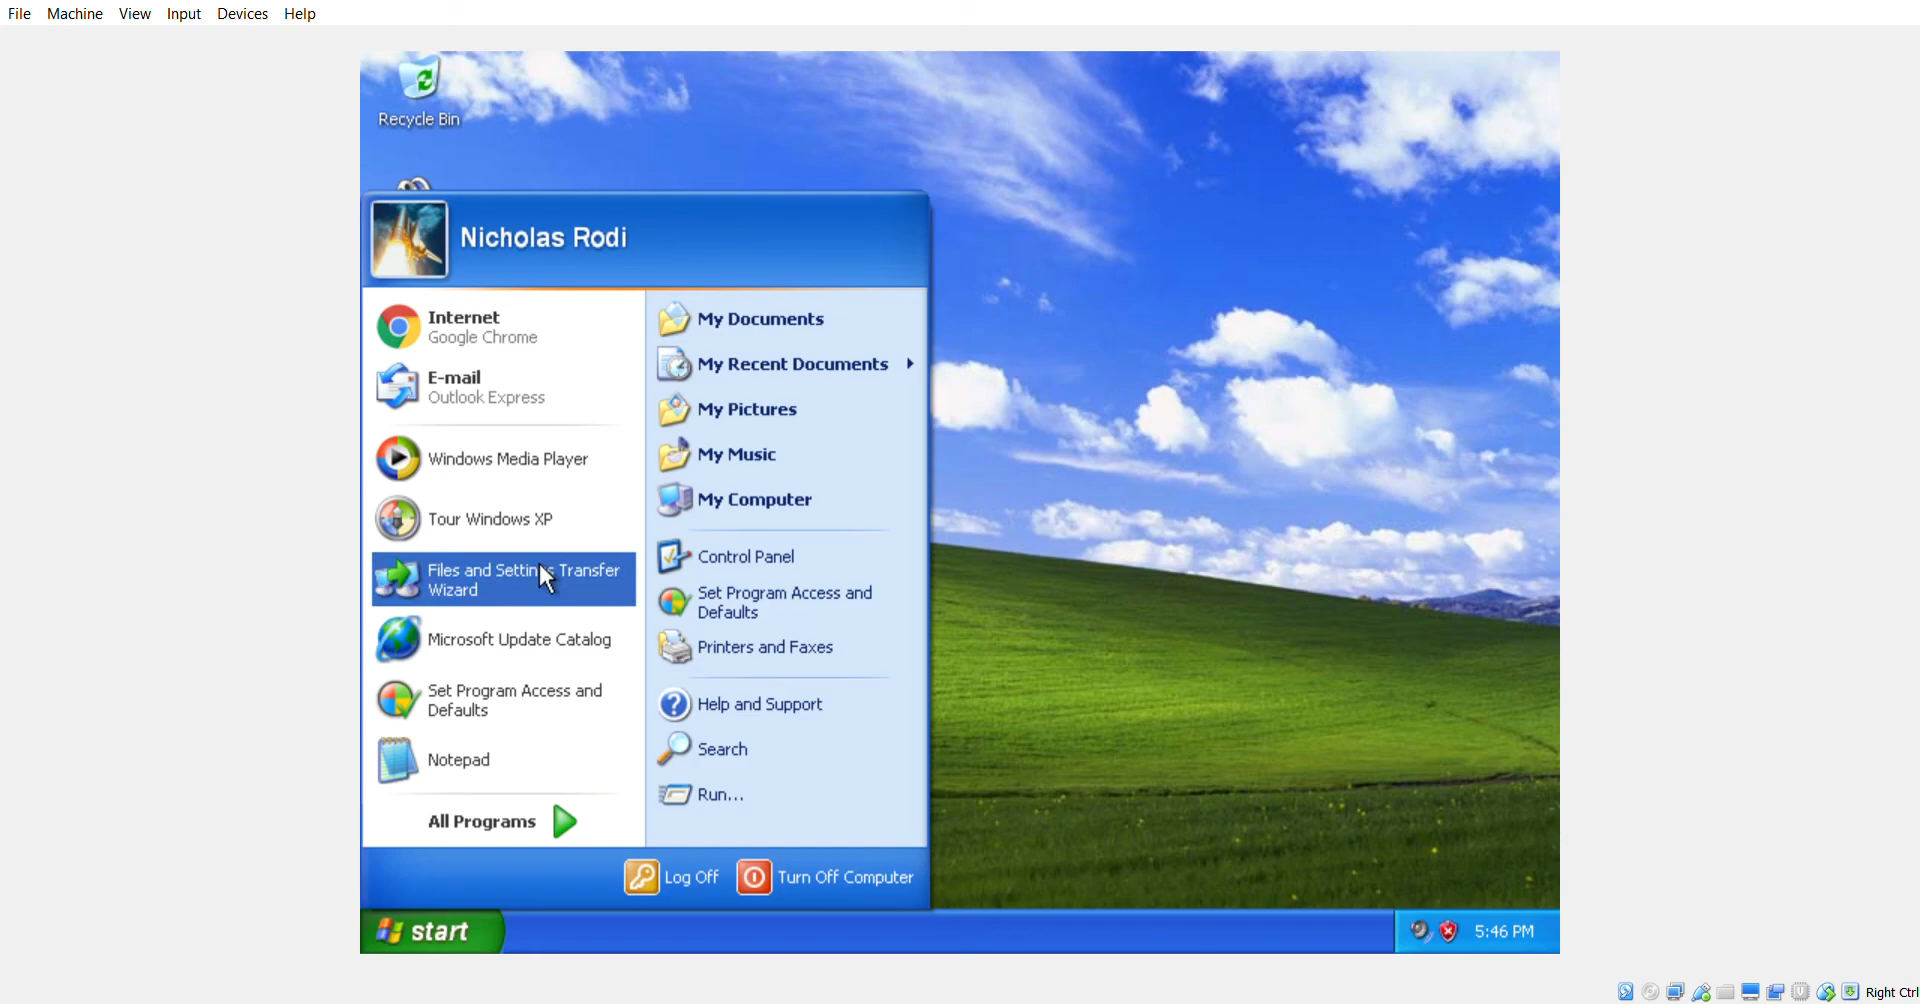 File Machine View Input Devices Help
Recycle Bin
Nicholas Rodi
Internet
Google Chrome
E-mail
Outlook Express
Windows Media Player
Tour Windows XP
Files and Settings Transfer
Wizard
Microsoft Update Catalog
Set Program Access and
Defaults
Notepad
All Programs
My Documents
My Recent Documents
My Pictures
My Music
My Computer
Control Panel
Set Program Access and
Defaults
Printers and Faxes
Help and Support
Search
Run...
Log Off Turn Off Computer
start
5:46 PM
Right Ctrl